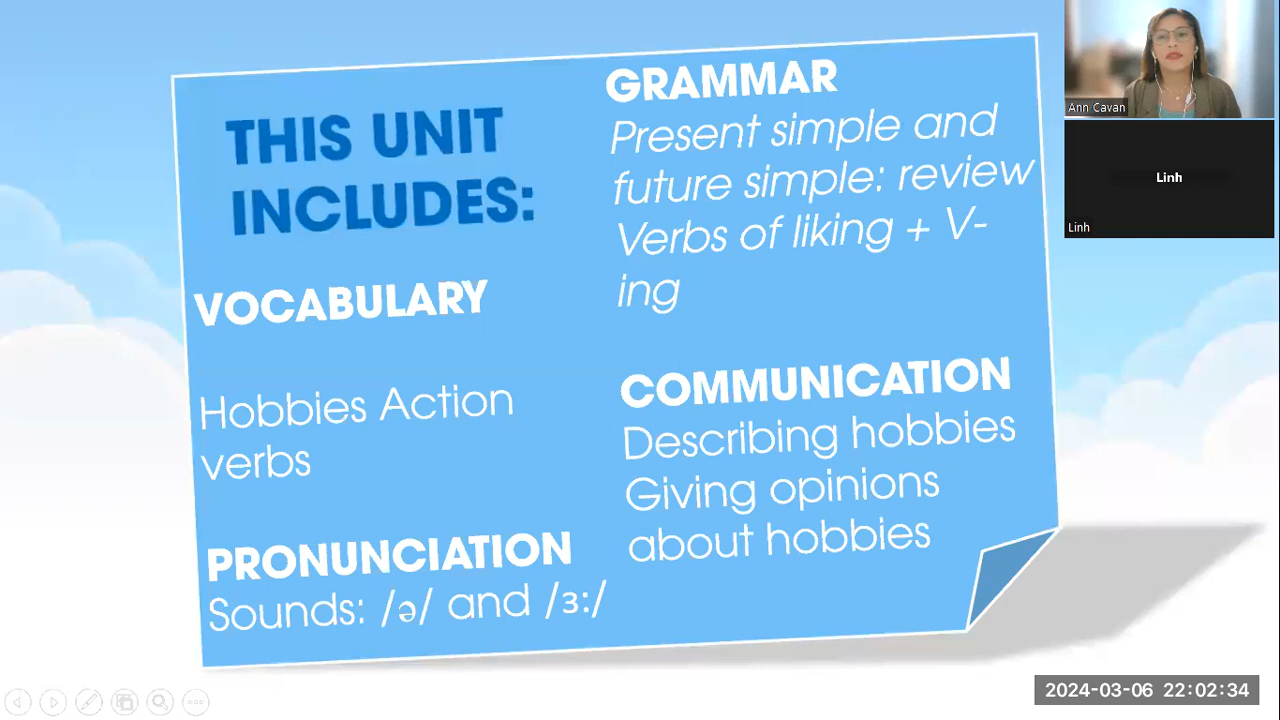 THIS UNIT
INCLUDES:
VOCABULARY
Hobbies Action
verbs
PRONUNCIATION
Sounds: /ə/ and /ɜ:/
GRAMMAR
Present simple and
future simple: review
Verbs of liking + V-
ing
COMMUNICATION
Describing hobbies
Giving opinions
about hobbies
Ann Cavan
Linh
Linh
2024-03-06 22:02:34